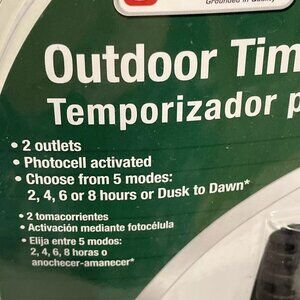 Grounded in Quality
Outdoor Tim
Temporizador p
• 2 outlets
• Photocell activated
• Choose from 5 modes:
2, 4, 6 or 8 hours or Dusk to Dawn*
• 2 tomacorrientes
• Activación mediante fotocélula
• Elija entre 5 modos:
2, 4, 6, 8 horas o
anochecer-amanecer*